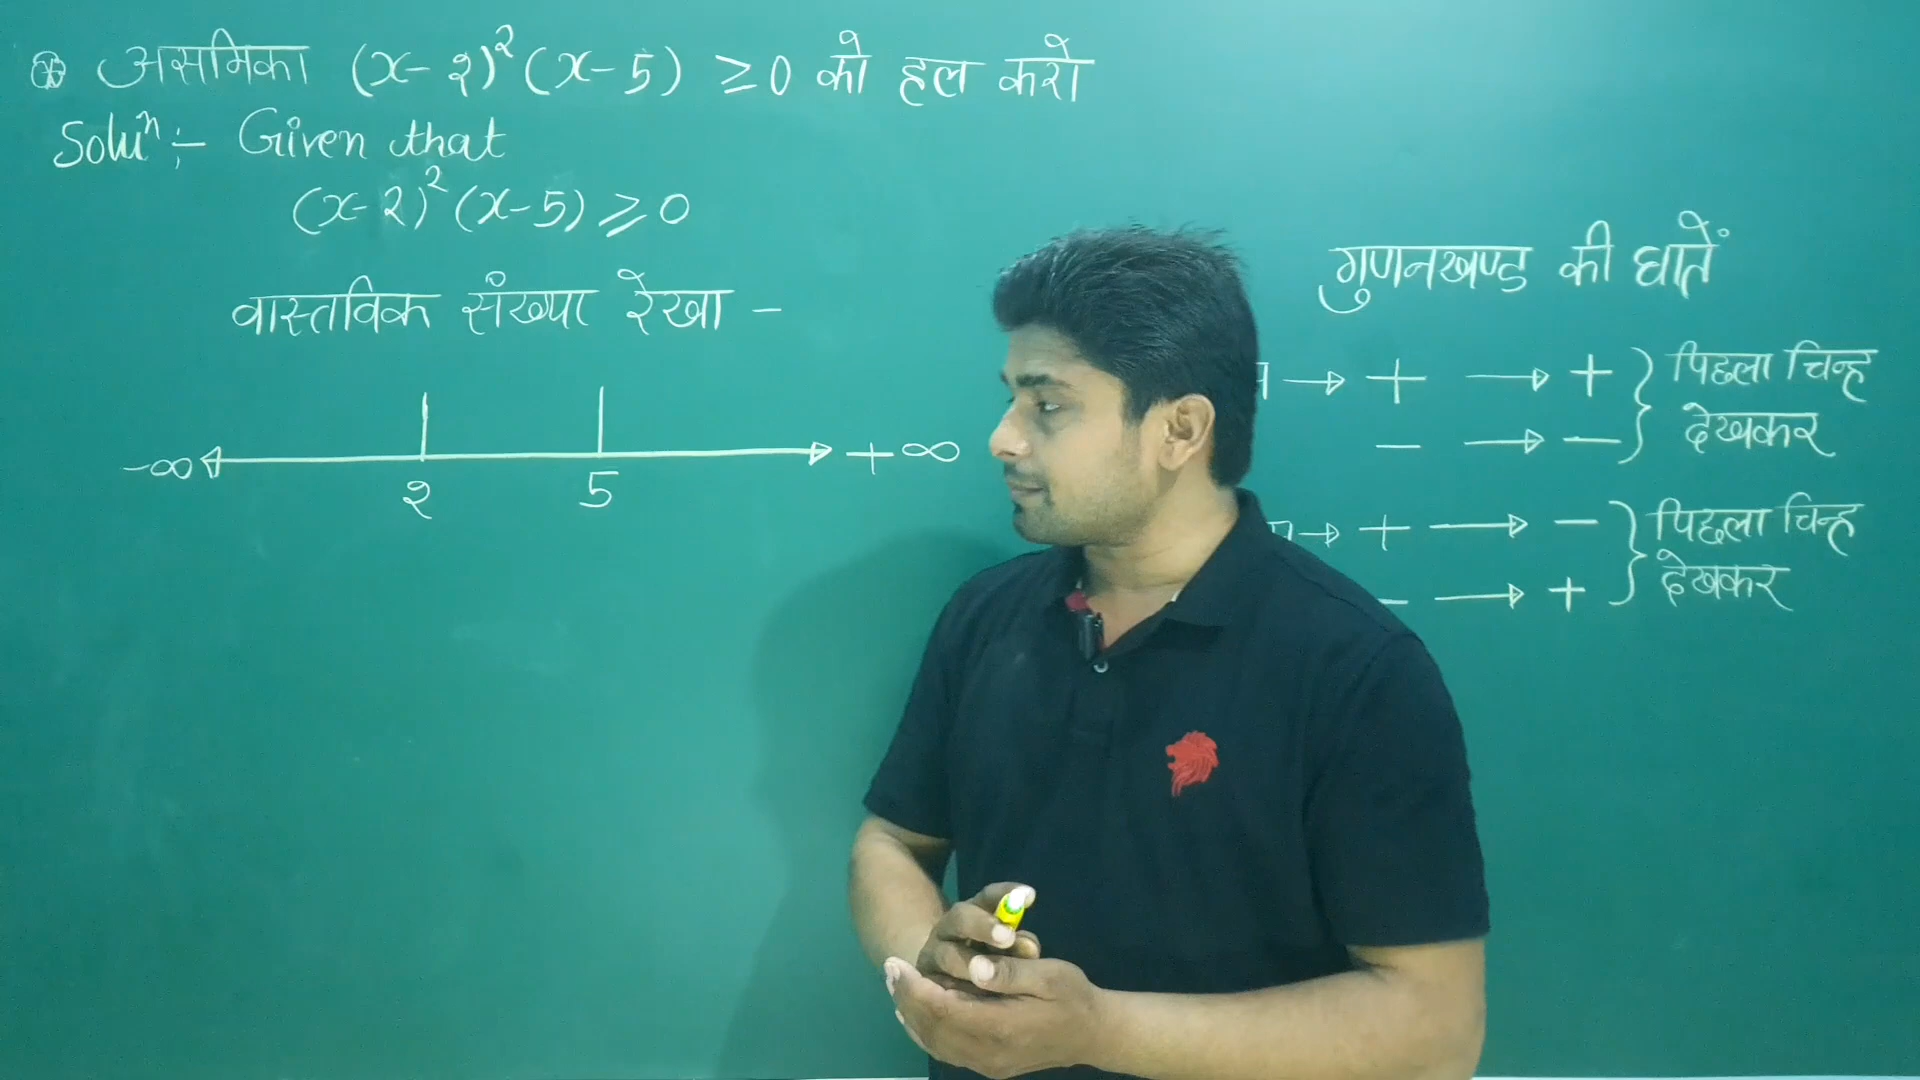 असमिका (x-2)²(x-5) ≥0 को हल करो
Soluⁿ:- Given that
(x-2)²(x-5) ≥0
वास्तविक संख्या रेखा -
-∞ +∞
2 5
गुणनखण्ड की घातें
→ + → + } पिछला चिन्ह
- → - देखकर
→ + → - } पिछला चिन्ह
- → + देखकर